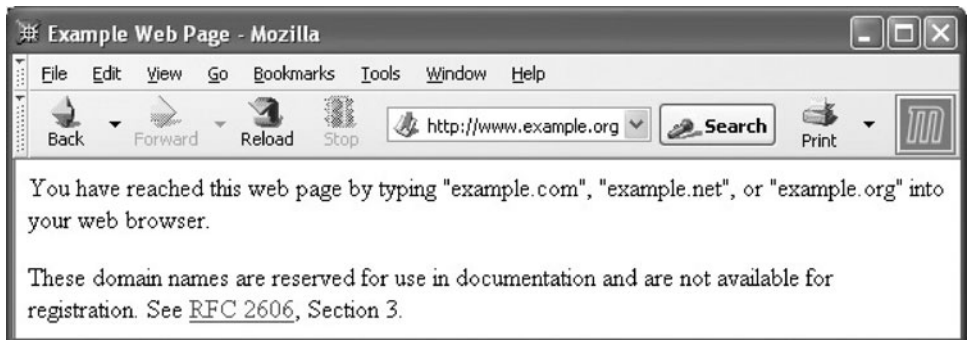 Example Web Page - Mozilla
File Edit View Go Bookmarks Tools Window Help
Back Forward Reload Stop http://www.example.org Search Print
You have reached this web page by typing "example.com", "example.net", or "example.org" into
your web browser.
These domain names are reserved for use in documentation and are not available for
registration. See RFC 2606, Section 3.